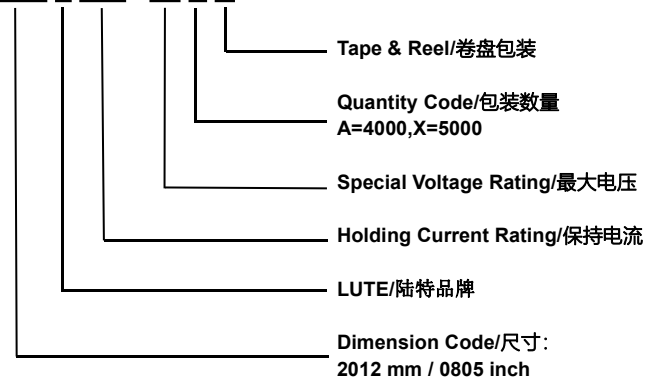 Tape & Reel/卷盘包装
Quantity Code/包装数量
A=4000,X=5000
Special Voltage Rating/最大电压
Holding Current Rating/保持电流
LUTE/陆特品牌
Dimension Code/尺寸：
2012 mm / 0805 inch